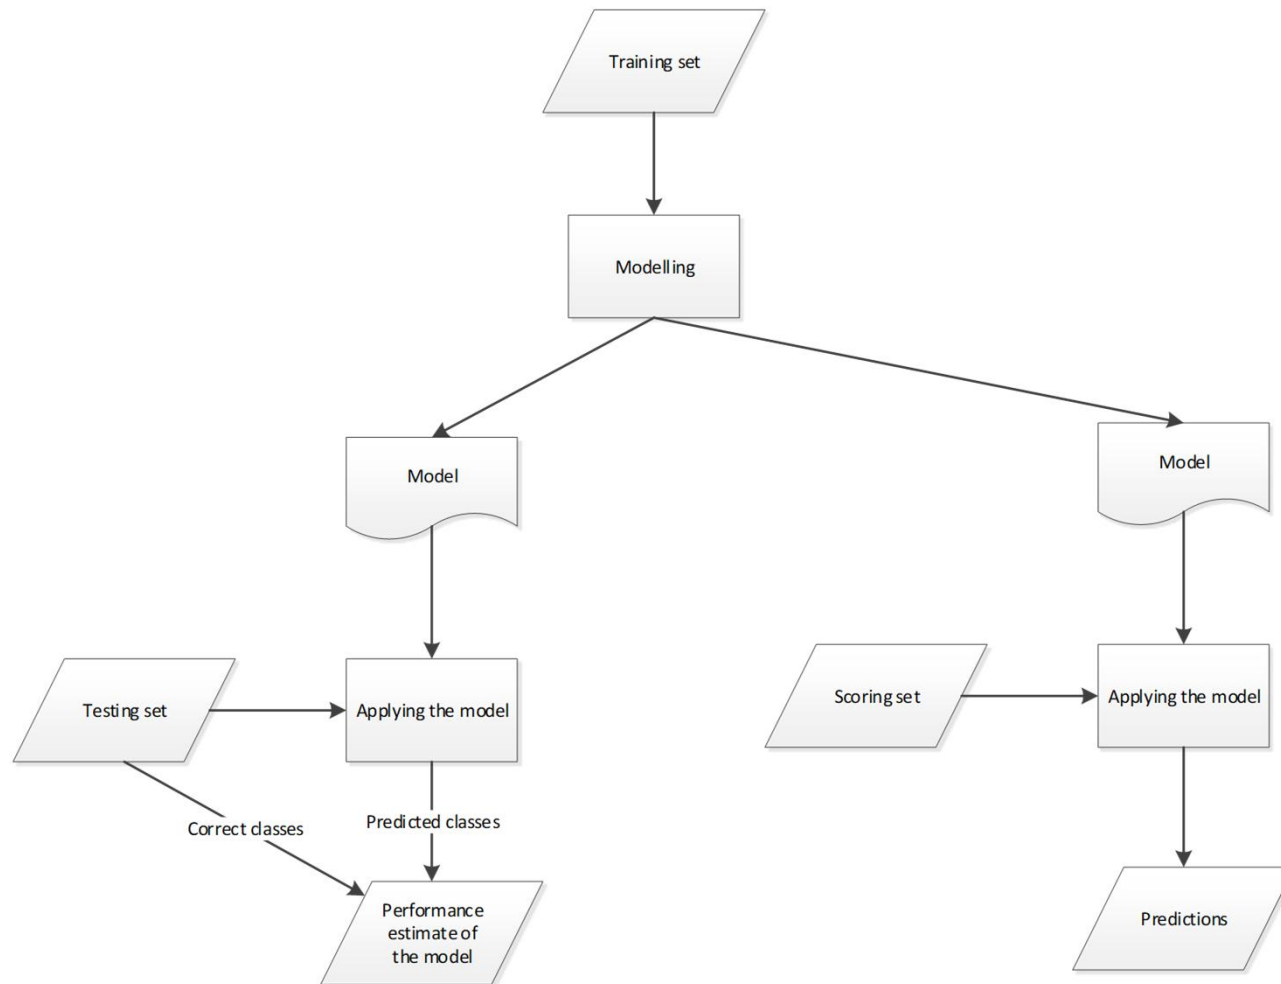 Training set
Modelling
Model
Model
Testing set
Applying the model
Scoring set
Applying the model
Correct classes
Predicted classes
Performance
estimate of
the model
Predictions